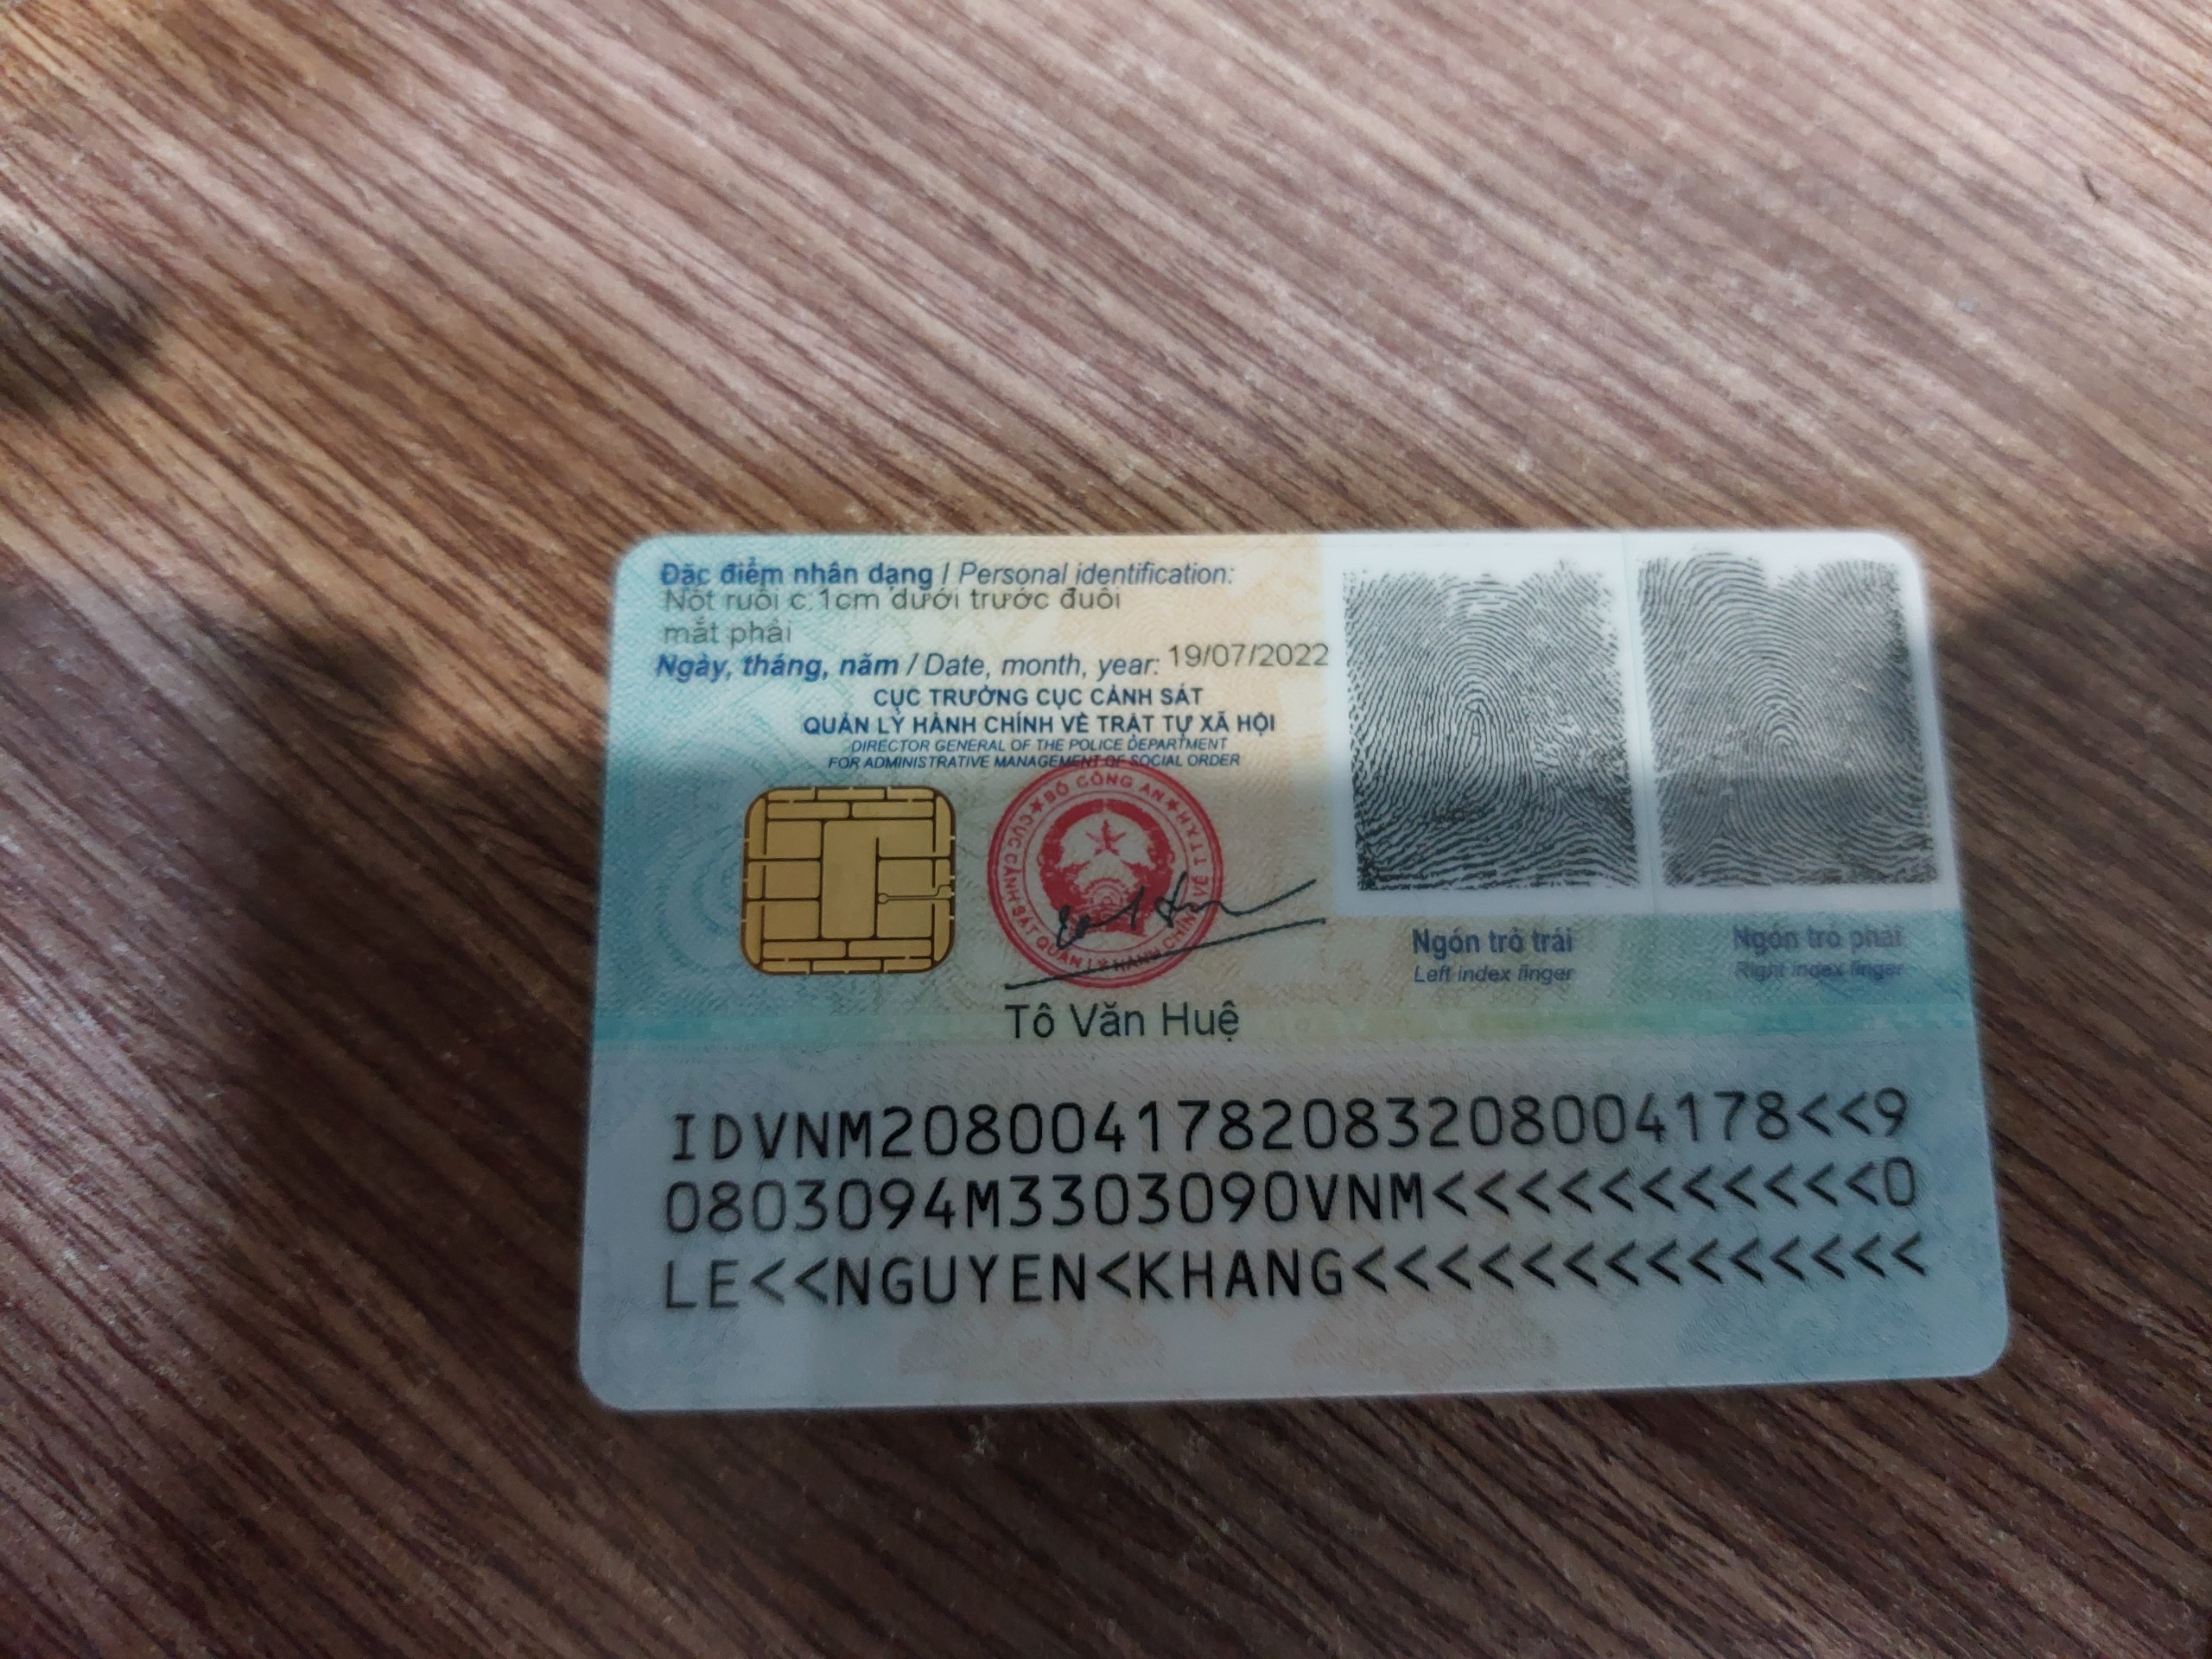 Đặc điểm nhân dạng / Personal identification:
Nốt ruồi c:1cm dưới trước đuôi
mắt phải
Ngày, tháng, năm / Date, month, year: 19/07/2022
CỤC TRƯỞNG CỤC CẢNH SÁT
QUẢN LÝ HÀNH CHÍNH VỀ TRẬT TỰ XÃ HỘI
DIRECTOR GENERAL OF THE POLICE DEPARTMENT
FOR ADMINISTRATIVE MANAGEMENT OF SOCIAL ORDER
BỘ CÔNG AN
CỤC CẢNH SÁT QUẢN LÝ HÀNH CHÍNH VỀ TTXH
Tô Văn Huệ
Ngón trỏ trái
Left index finger
Ngón trỏ phải
Right index finger
IDVNM2080041782083208004178<<9
0803094M3303090VNM<<<<<<<<<<<0
LE<<NGUYEN<KHANG<<<<<<<<<<<<<<